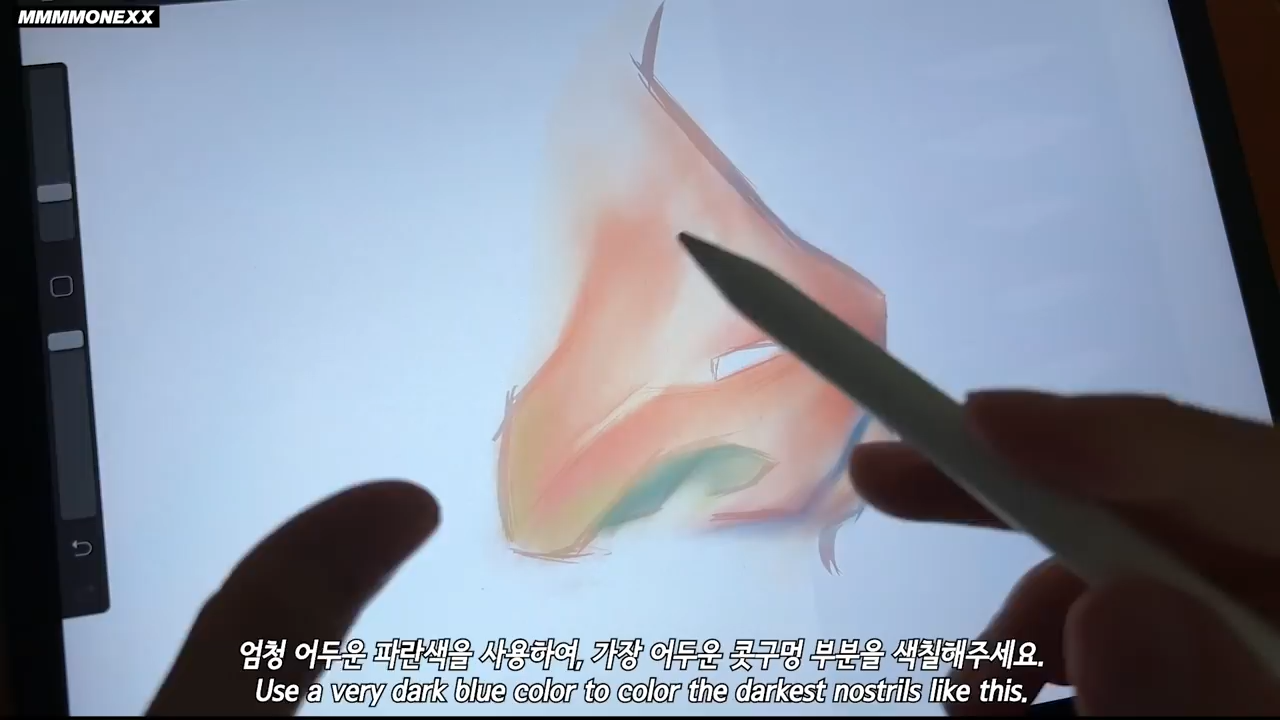 MMMMONEXX
엄청 어두운 파란색을 사용하여, 가장 어두운 콧구멍 부분을 색칠해주세요.
Use a very dark blue color to color the darkest nostrils like this.